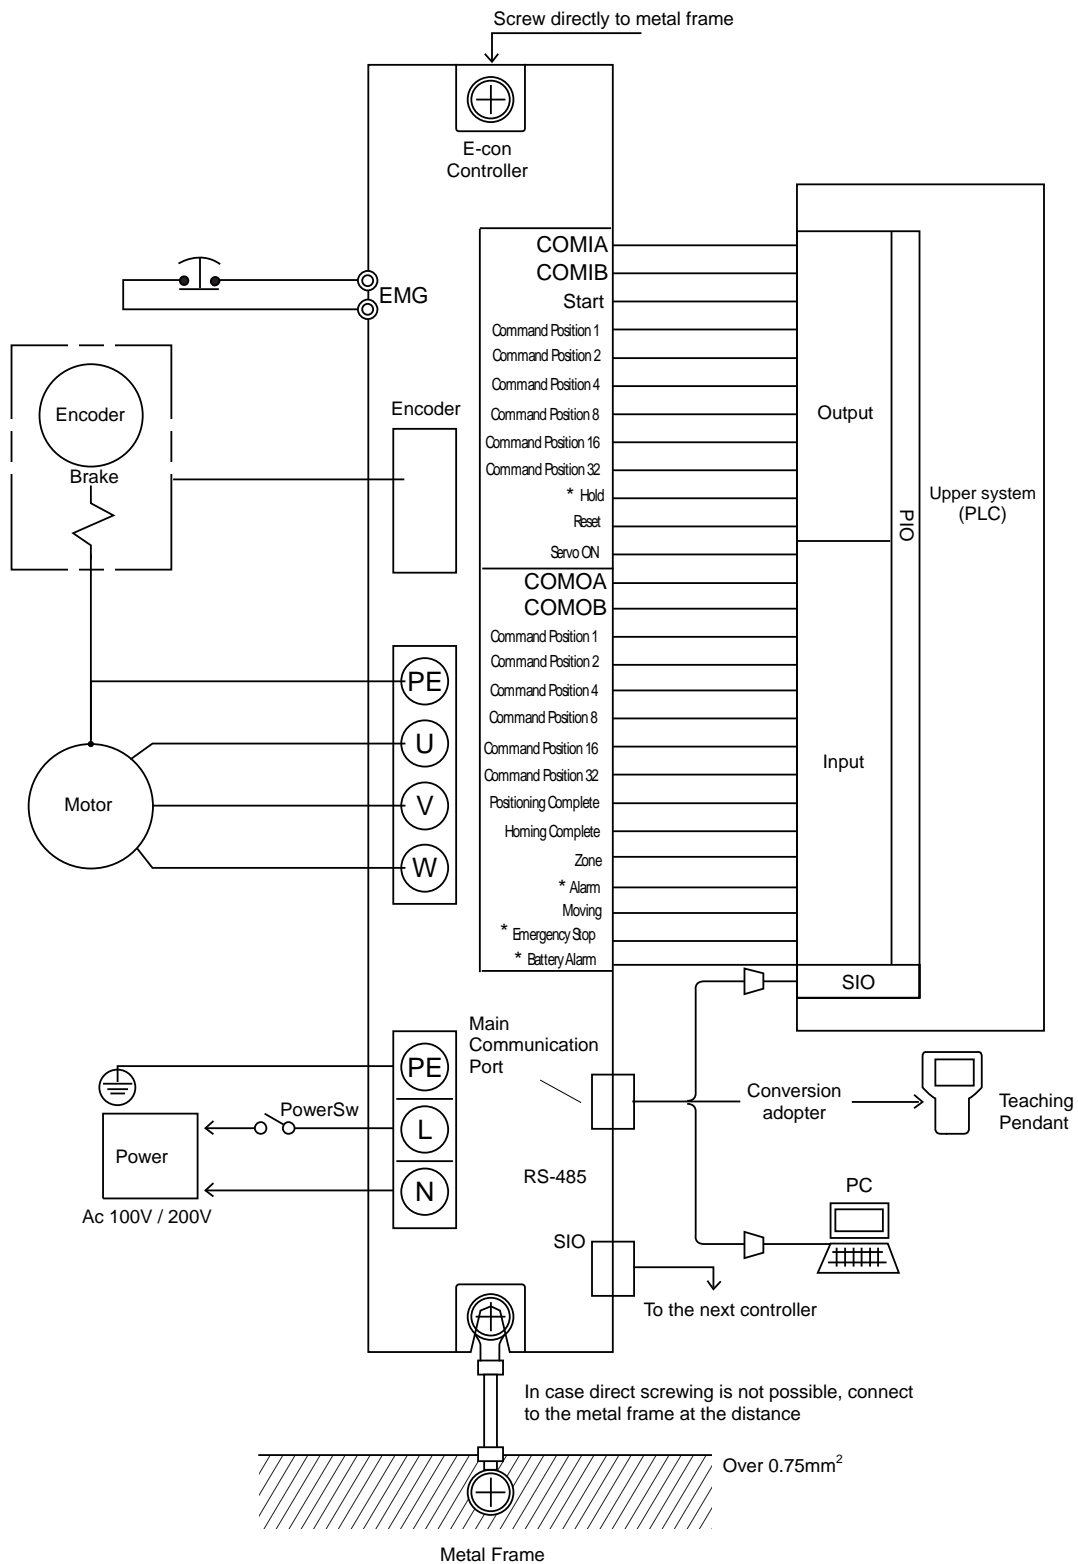 Screw directly to metal frame
E-con
Controller
EMG
Encoder
Brake
Encoder
PE
U
V
W
Motor
COMIA
COMIB
Start
Command Position 1
Command Position 2
Command Position 4
Command Position 8
Command Position 16
Command Position 32
* Hold
Reset
Servo ON
COMOA
COMOB
Command Position 1
Command Position 2
Command Position 4
Command Position 8
Command Position 16
Command Position 32
Positioning Complete
Homing Complete
Zone
* Alarm
Moving
* Emergency Stop
* Battery Alarm
Output
Input
PIO
SIO
Upper system
(PLC)
Main
Communication
Port
PE
L
N
PowerSw
Power
Ac 100V / 200V
RS-485
SIO
Conversion
adopter
Teaching
Pendant
PC
To the next controller
In case direct screwing is not possible, connect
to the metal frame at the distance
Over 0.75mm²
Metal Frame